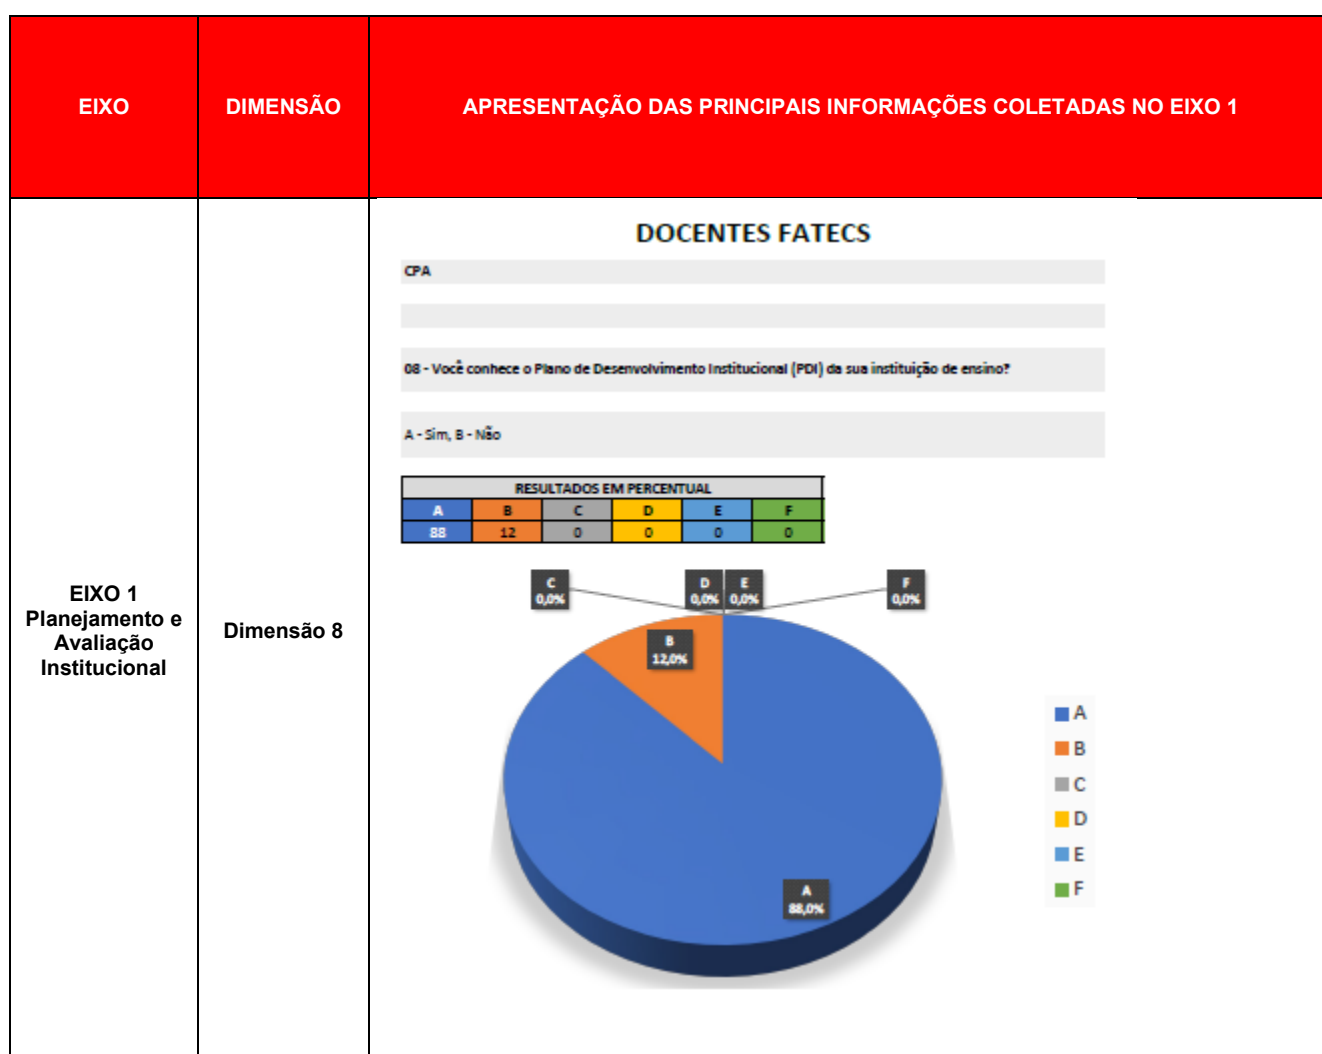 EIXO DIMENSÃO APRESENTAÇÃO DAS PRINCIPAIS INFORMAÇÕES COLETADAS NO EIXO 1
EIXO 1
Planejamento e
Avaliação
Institucional
Dimensão 8
DOCENTES FATECS
CPA
08 - Você conhece o Plano de Desenvolvimento Institucional (PDI) da sua instituição de ensino?
A - Sim, B - Não
RESULTADOS EM PERCENTUAL
A B C D E F
88 12 0 0 0 0
C
0,0%
D
0,0%
E
0,0%
F
0,0%
B
12,0%
A
88,0%
A
B
C
D
E
F